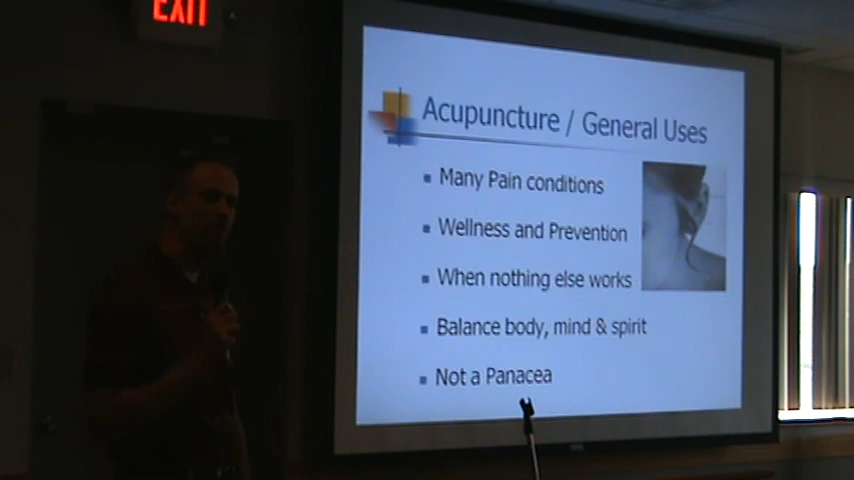 EXIT
Acupuncture / General Uses
Many Pain conditions
Wellness and Prevention
When nothing else works
Balance body, mind & spirit
Not a Panacea